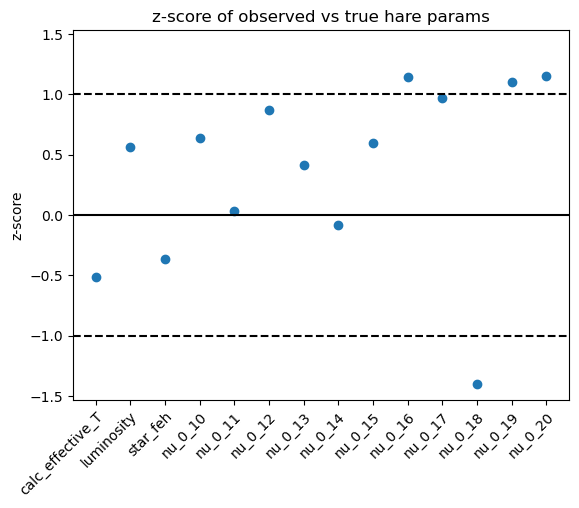 z-score of observed vs true hare params
z-score
1.5
1.0
0.5
0.0
−0.5
−1.0
−1.5
calc_effective_T
luminosity
star_feh
nu_0_10
nu_0_11
nu_0_12
nu_0_13
nu_0_14
nu_0_15
nu_0_16
nu_0_17
nu_0_18
nu_0_19
nu_0_20